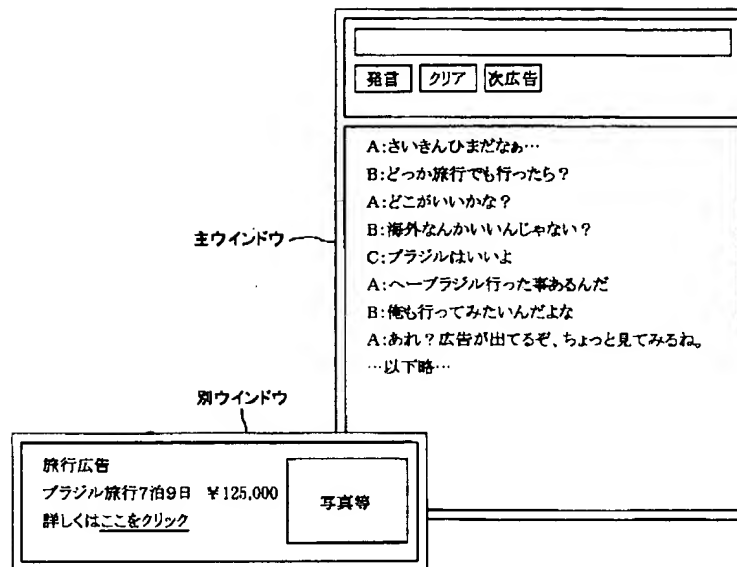 発言 クリア 次広告
A:さいきんひまだなぁ…
B:どっか旅行でも行ったら?
A:どこがいいかな?
B:海外なんかいいんじゃない?
C:ブラジルはいいよ
A:へーブラジル行った事あるんだ
B:俺も行ってみたいんだよな
A:あれ?広告が出てるぞ、ちょっと見てみるね。
…以下略…
主ウインドウ
別ウインドウ
旅行広告
ブラジル旅行7泊9日 ¥125,000
詳しくはここをクリック
写真等